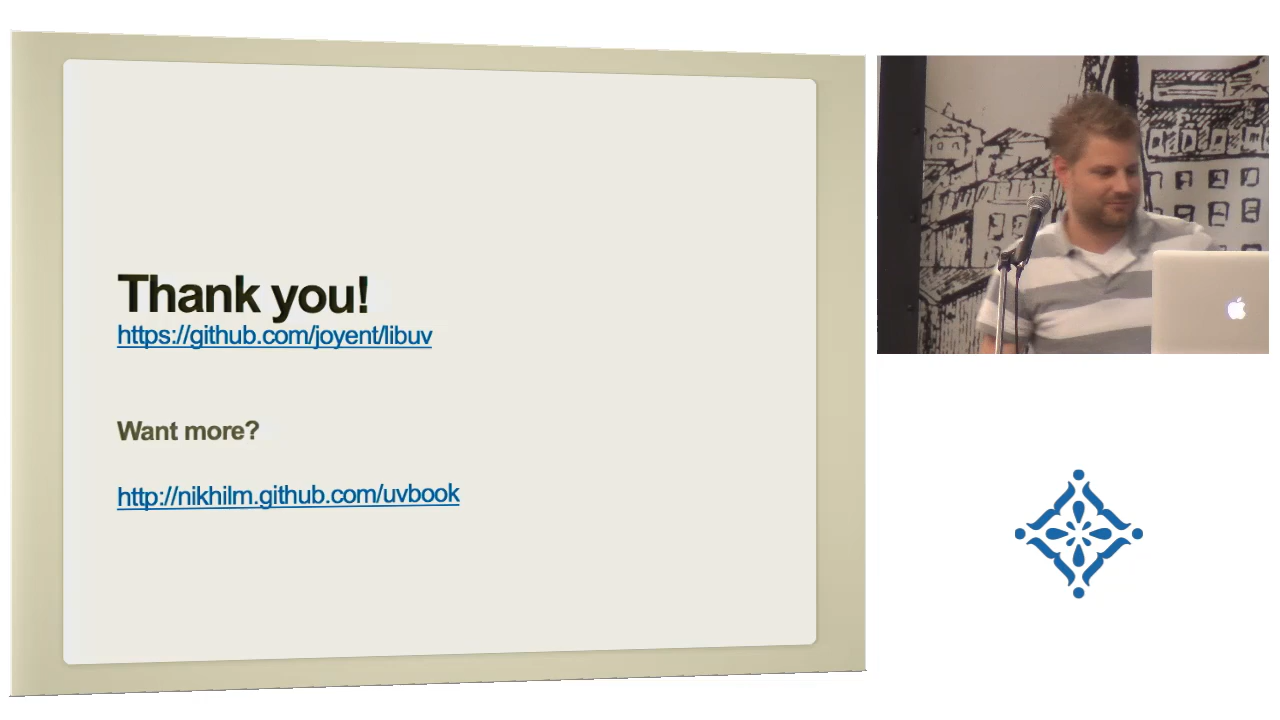 Thank you!
https://github.com/joyent/libuv
Want more?
http://nikhilm.github.com/uvbook